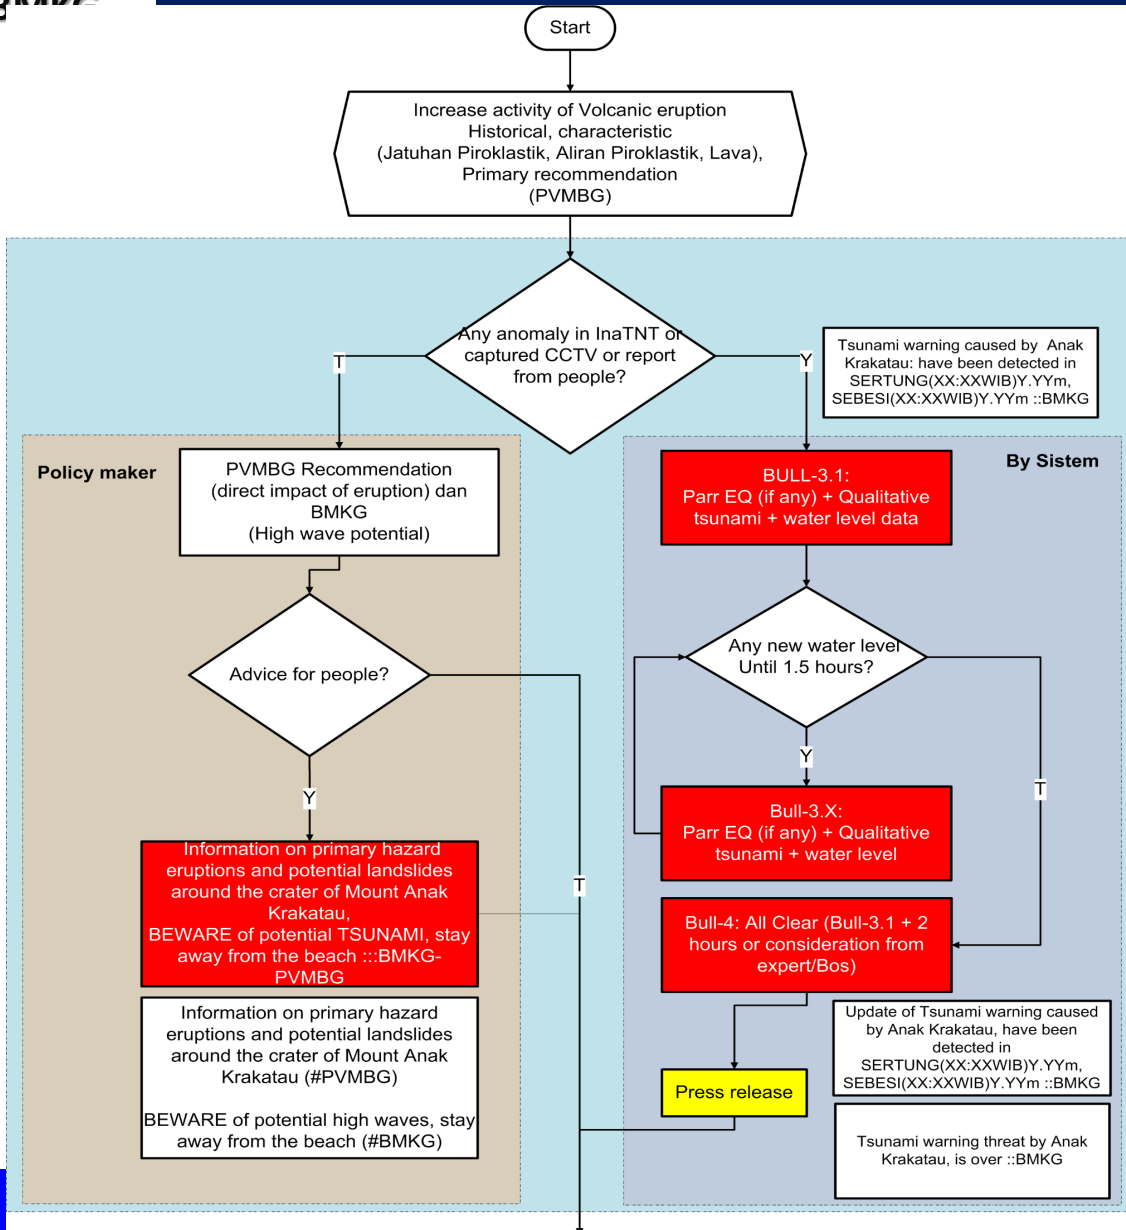 Start
Increase activity of Volcanic eruption
Historical, characteristic
(Jatuhan Piroklastik, Aliran Piroklastik, Lava),
Primary recommendation
(PVMBG)
Any anomaly in InaTNT or
captured CCTV or report
from people?
T
Y
Tsunami warning caused by Anak
Krakatau: have been detected in
SERTUNG(XX:XXWIB)Y.YYm,
SEBESI(XX:XXWIB)Y.YYm ::BMKG
Policy maker
PVMBG Recommendation
(direct impact of eruption) dan
BMKG
(High wave potential)
Advice for people?
Y
T
Information on primary hazard
eruptions and potential landslides
around the crater of Mount Anak
Krakatau,
BEWARE of potential TSUNAMI, stay
away from the beach :::BMKG-
PVMBG
Information on primary hazard
eruptions and potential landslides
around the crater of Mount Anak
Krakatau (#PVMBG)
BEWARE of potential high waves, stay
away from the beach (#BMKG)
By Sistem
BULL-3.1:
Parr EQ (if any) + Qualitative
tsunami + water level data
Any new water level
Until 1.5 hours?
Y
T
Bull-3.X:
Parr EQ (if any) + Qualitative
tsunami + water level
Bull-4: All Clear (Bull-3.1 + 2
hours or consideration from
expert/Bos)
Press release
Update of Tsunami warning caused
by Anak Krakatau, have been
detected in
SERTUNG(XX:XXWIB)Y.YYm,
SEBESI(XX:XXWIB)Y.YYm ::BMKG
Tsunami warning threat by Anak
Krakatau, is over ::BMKG